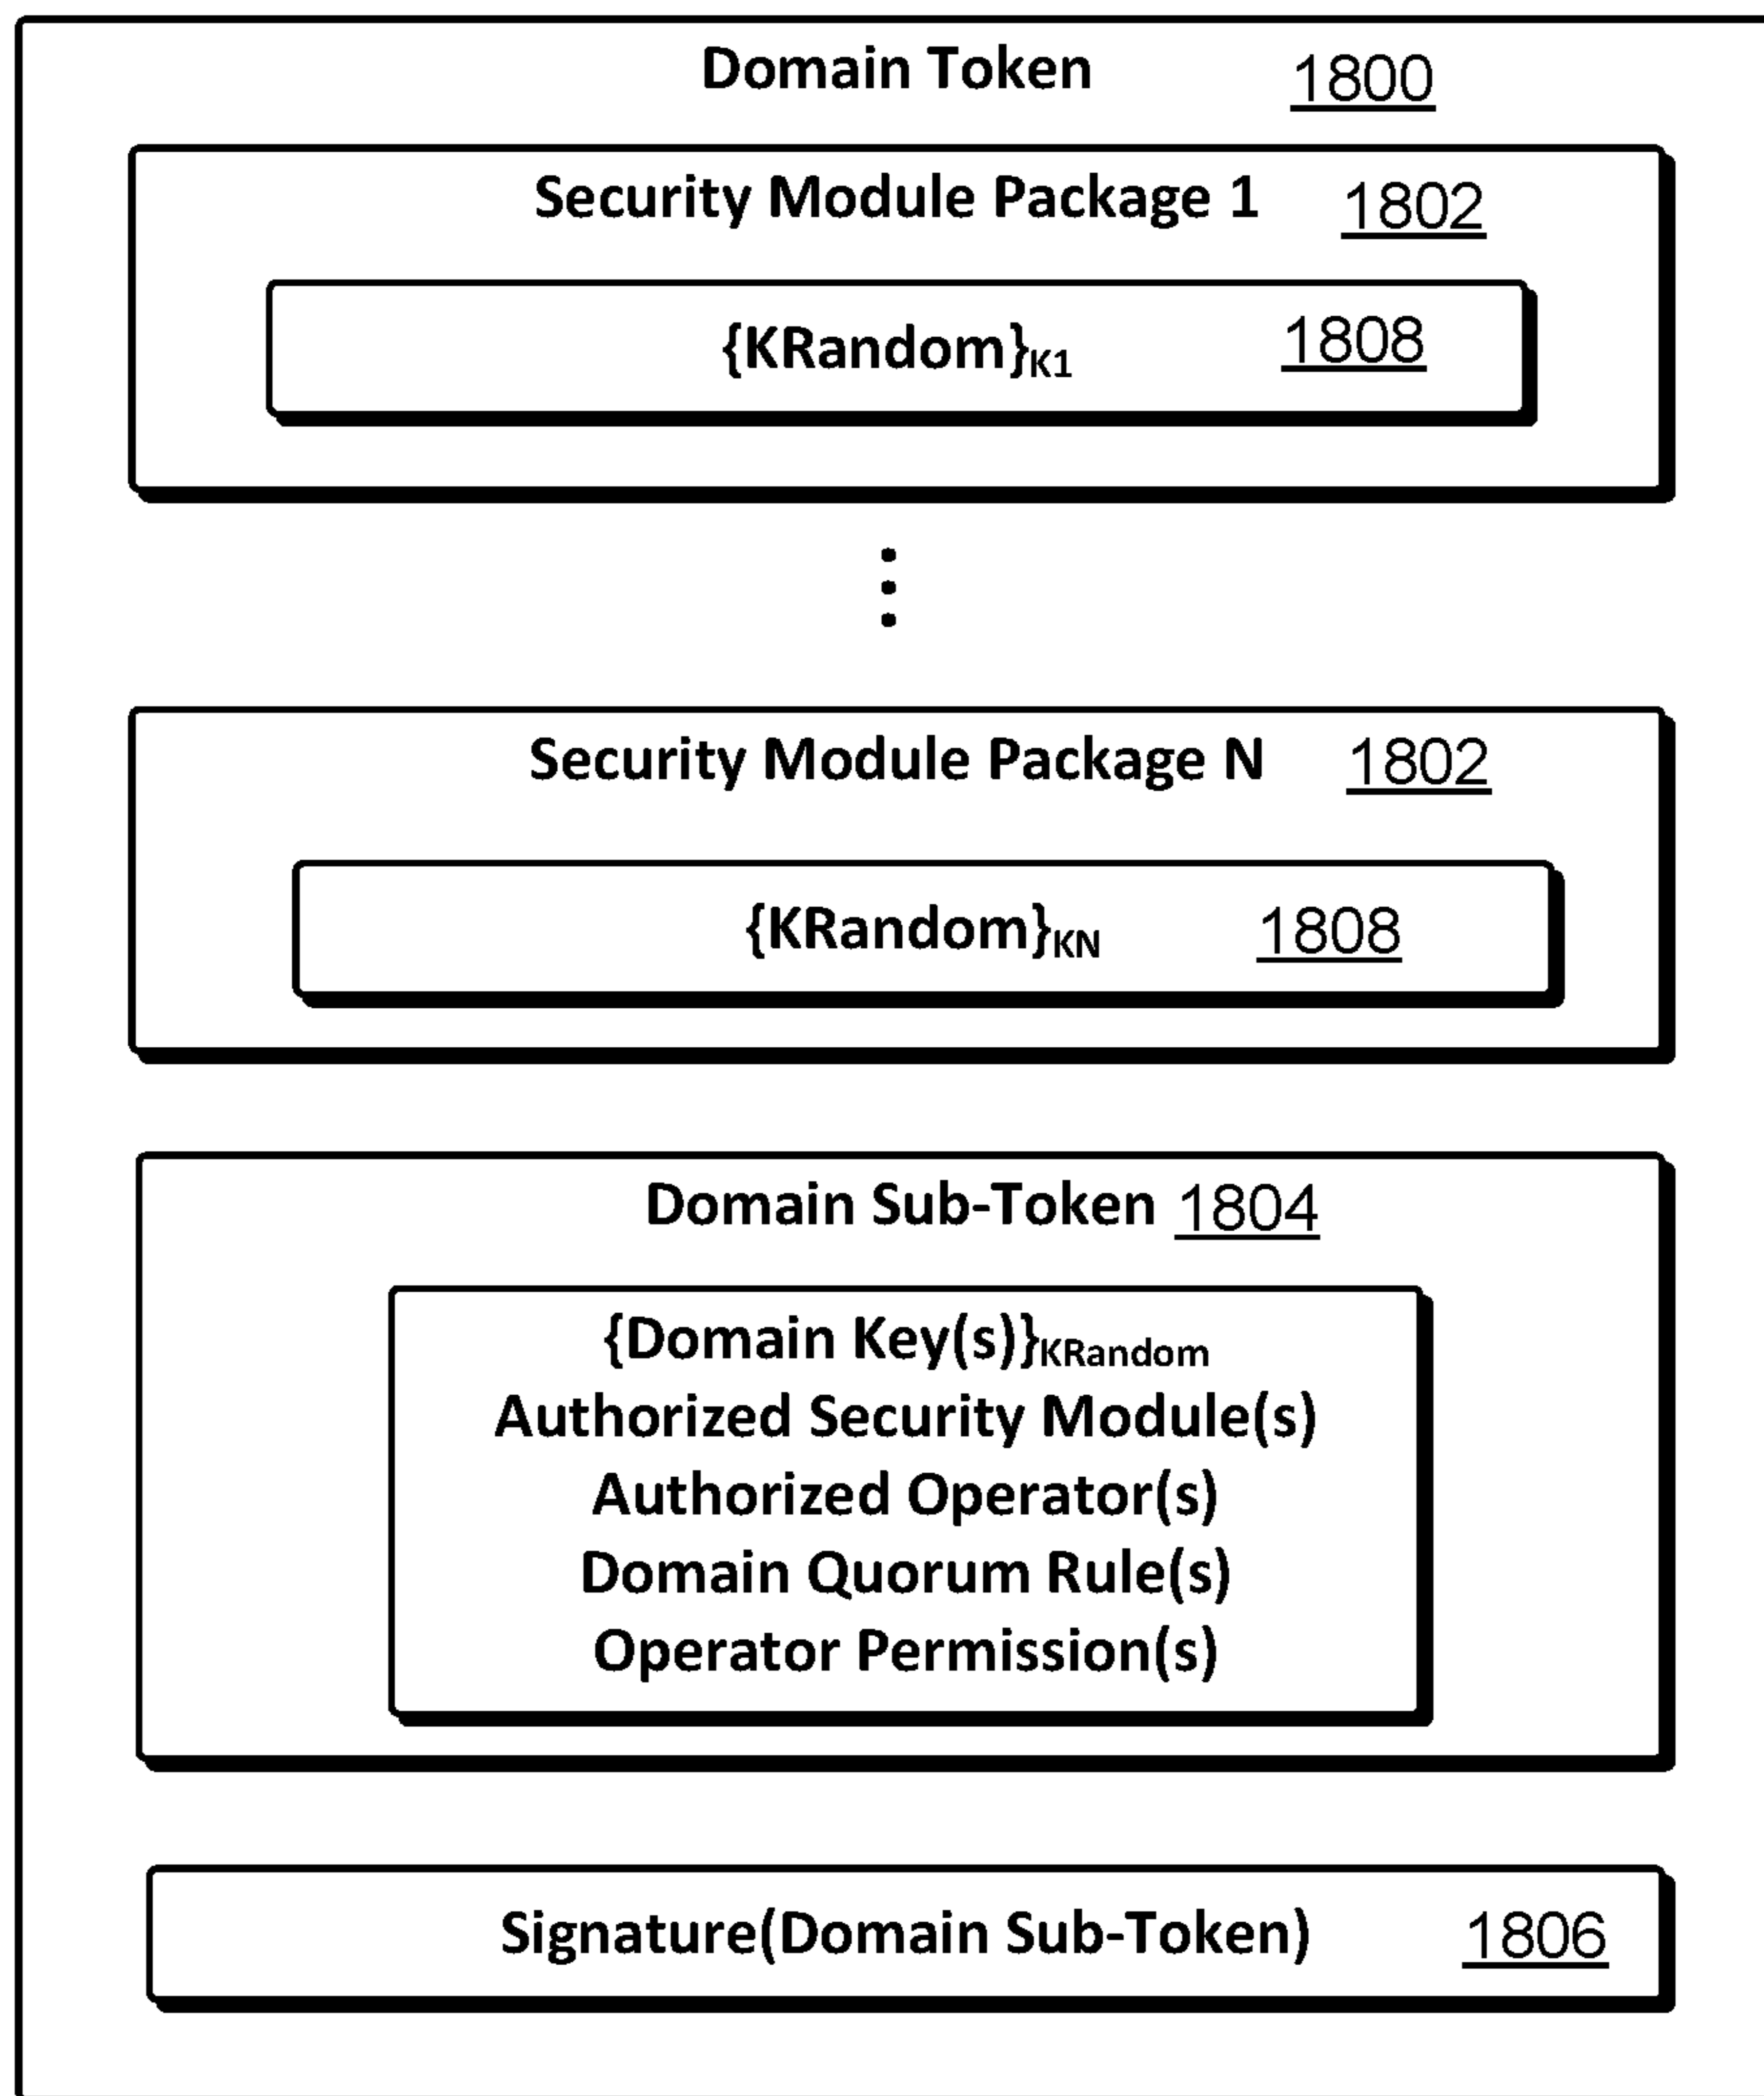 Domain Token 1800
Security Module Package 1 1802
{KRandom}K1 1808
Security Module Package N 1802
{KRandom}KN 1808
Domain Sub-Token 1804
{Domain Key(s)}KRandom
Authorized Security Module(s)
Authorized Operator(s)
Domain Quorum Rule(s)
Operator Permission(s)
Signature(Domain Sub-Token) 1806